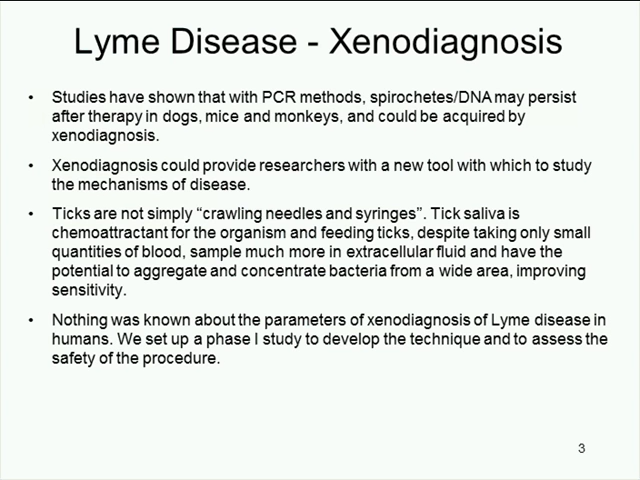 Lyme Disease - Xenodiagnosis
• Studies have shown that with PCR methods, spirochetes/DNA may persist
after therapy in dogs, mice and monkeys, and could be acquired by
xenodiagnosis.
• Xenodiagnosis could provide researchers with a new tool with which to study
the mechanisms of disease.
• Ticks are not simply “crawling needles and syringes”. Tick saliva is
chemoattractant for the organism and feeding ticks, despite taking only small
quantities of blood, sample much more in extracellular fluid and have the
potential to aggregate and concentrate bacteria from a wide area, improving
sensitivity.
• Nothing was known about the parameters of xenodiagnosis of Lyme disease in
humans. We set up a phase I study to develop the technique and to assess the
safety of the procedure.
3